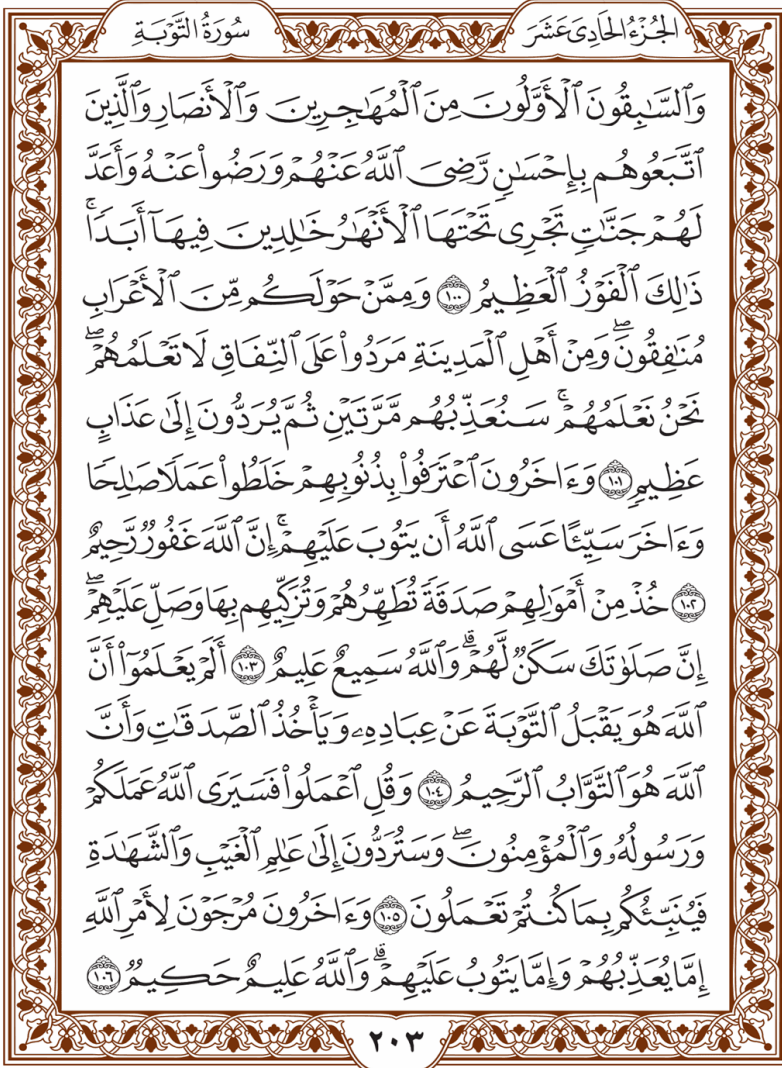 الجُزْءُ الحَادِى عَشَرَ
سُورَةُ التَّوْبَةِ
وَٱلسَّـٰبِقُونَ ٱلْأَوَّلُونَ مِنَ ٱلْمُهَـٰجِرِينَ وَٱلْأَنصَارِ وَٱلَّذِينَ
ٱتَّبَعُوهُم بِإِحْسَـٰنٍ رَّضِىَ ٱللَّهُ عَنْهُمْ وَرَضُوا۟ عَنْهُ وَأَعَدَّ
لَهُمْ جَنَّـٰتٍ تَجْرِى تَحْتَهَا ٱلْأَنْهَـٰرُ خَـٰلِدِينَ فِيهَآ أَبَدًا ۚ
ذَٰلِكَ ٱلْفَوْزُ ٱلْعَظِيمُ ١٠٠ وَمِمَّنْ حَوْلَكُم مِّنَ ٱلْأَعْرَابِ
مُنَـٰفِقُونَ ۖ وَمِنْ أَهْلِ ٱلْمَدِينَةِ مَرَدُوا۟ عَلَى ٱلنِّفَاقِ لَا تَعْلَمُهُمْ ۖ
نَحْنُ نَعْلَمُهُمْ ۚ سَنُعَذِّبُهُم مَّرَّتَيْنِ ثُمَّ يُرَدُّونَ إِلَىٰ عَذَابٍ
عَظِيمٍ ١٠١ وَءَاخَرُونَ ٱعْتَرَفُوا۟ بِذُنُوبِهِمْ خَلَطُوا۟ عَمَلًا صَـٰلِحًا
وَءَاخَرَ سَيِّئًا عَسَى ٱللَّهُ أَن يَتُوبَ عَلَيْهِمْ ۚ إِنَّ ٱللَّهَ غَفُورٌ رَّحِيمٌ
١٠٢ خُذْ مِنْ أَمْوَٰلِهِمْ صَدَقَةً تُطَهِّرُهُمْ وَتُزَكِّيهِم بِهَا وَصَلِّ عَلَيْهِمْ ۖ
إِنَّ صَلَوٰتَكَ سَكَنٌ لَّهُمْ ۗ وَٱللَّهُ سَمِيعٌ عَلِيمٌ ١٠٣ أَلَمْ يَعْلَمُوٓا۟ أَنَّ
ٱللَّهَ هُوَ يَقْبَلُ ٱلتَّوْبَةَ عَنْ عِبَادِهِۦ وَيَأْخُذُ ٱلصَّدَقَـٰتِ وَأَنَّ
ٱللَّهَ هُوَ ٱلتَّوَّابُ ٱلرَّحِيمُ ١٠٤ وَقُلِ ٱعْمَلُوا۟ فَسَيَرَى ٱللَّهُ عَمَلَكُمْ
وَرَسُولُهُۥ وَٱلْمُؤْمِنُونَ ۖ وَسَتُرَدُّونَ إِلَىٰ عَـٰلِمِ ٱلْغَيْبِ وَٱلشَّهَـٰدَةِ
فَيُنَبِّئُكُم بِمَا كُنتُمْ تَعْمَلُونَ ١٠٥ وَءَاخَرُونَ مُرْجَوْنَ لِأَمْرِ ٱللَّهِ
إِمَّا يُعَذِّبُهُمْ وَإِمَّا يَتُوبُ عَلَيْهِمْ ۗ وَٱللَّهُ عَلِيمٌ حَكِيمٌ ١٠٦
٢٠٣